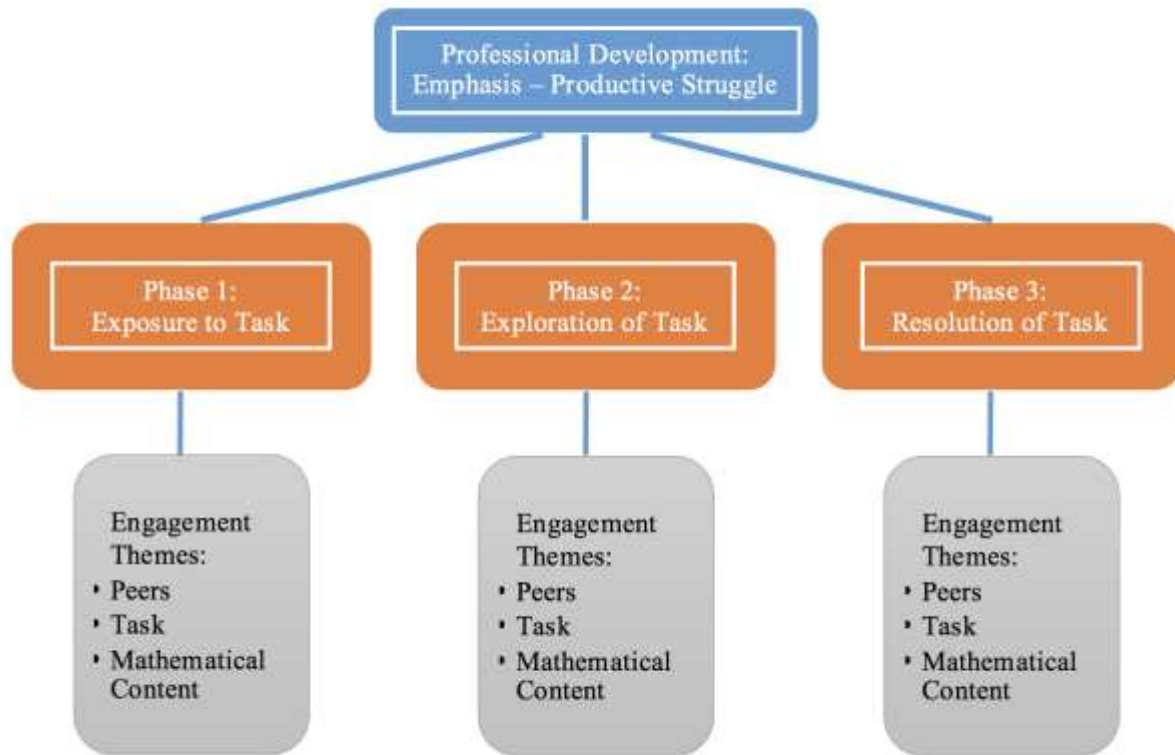 Professional Development:
Emphasis – Productive Struggle
Phase 1:
Exposure to Task
Phase 2:
Exploration of Task
Phase 3:
Resolution of Task
Engagement
Themes:
• Peers
• Task
• Mathematical
Content
Engagement
Themes:
• Peers
• Task
• Mathematical
Content
Engagement
Themes:
• Peers
• Task
• Mathematical
Content